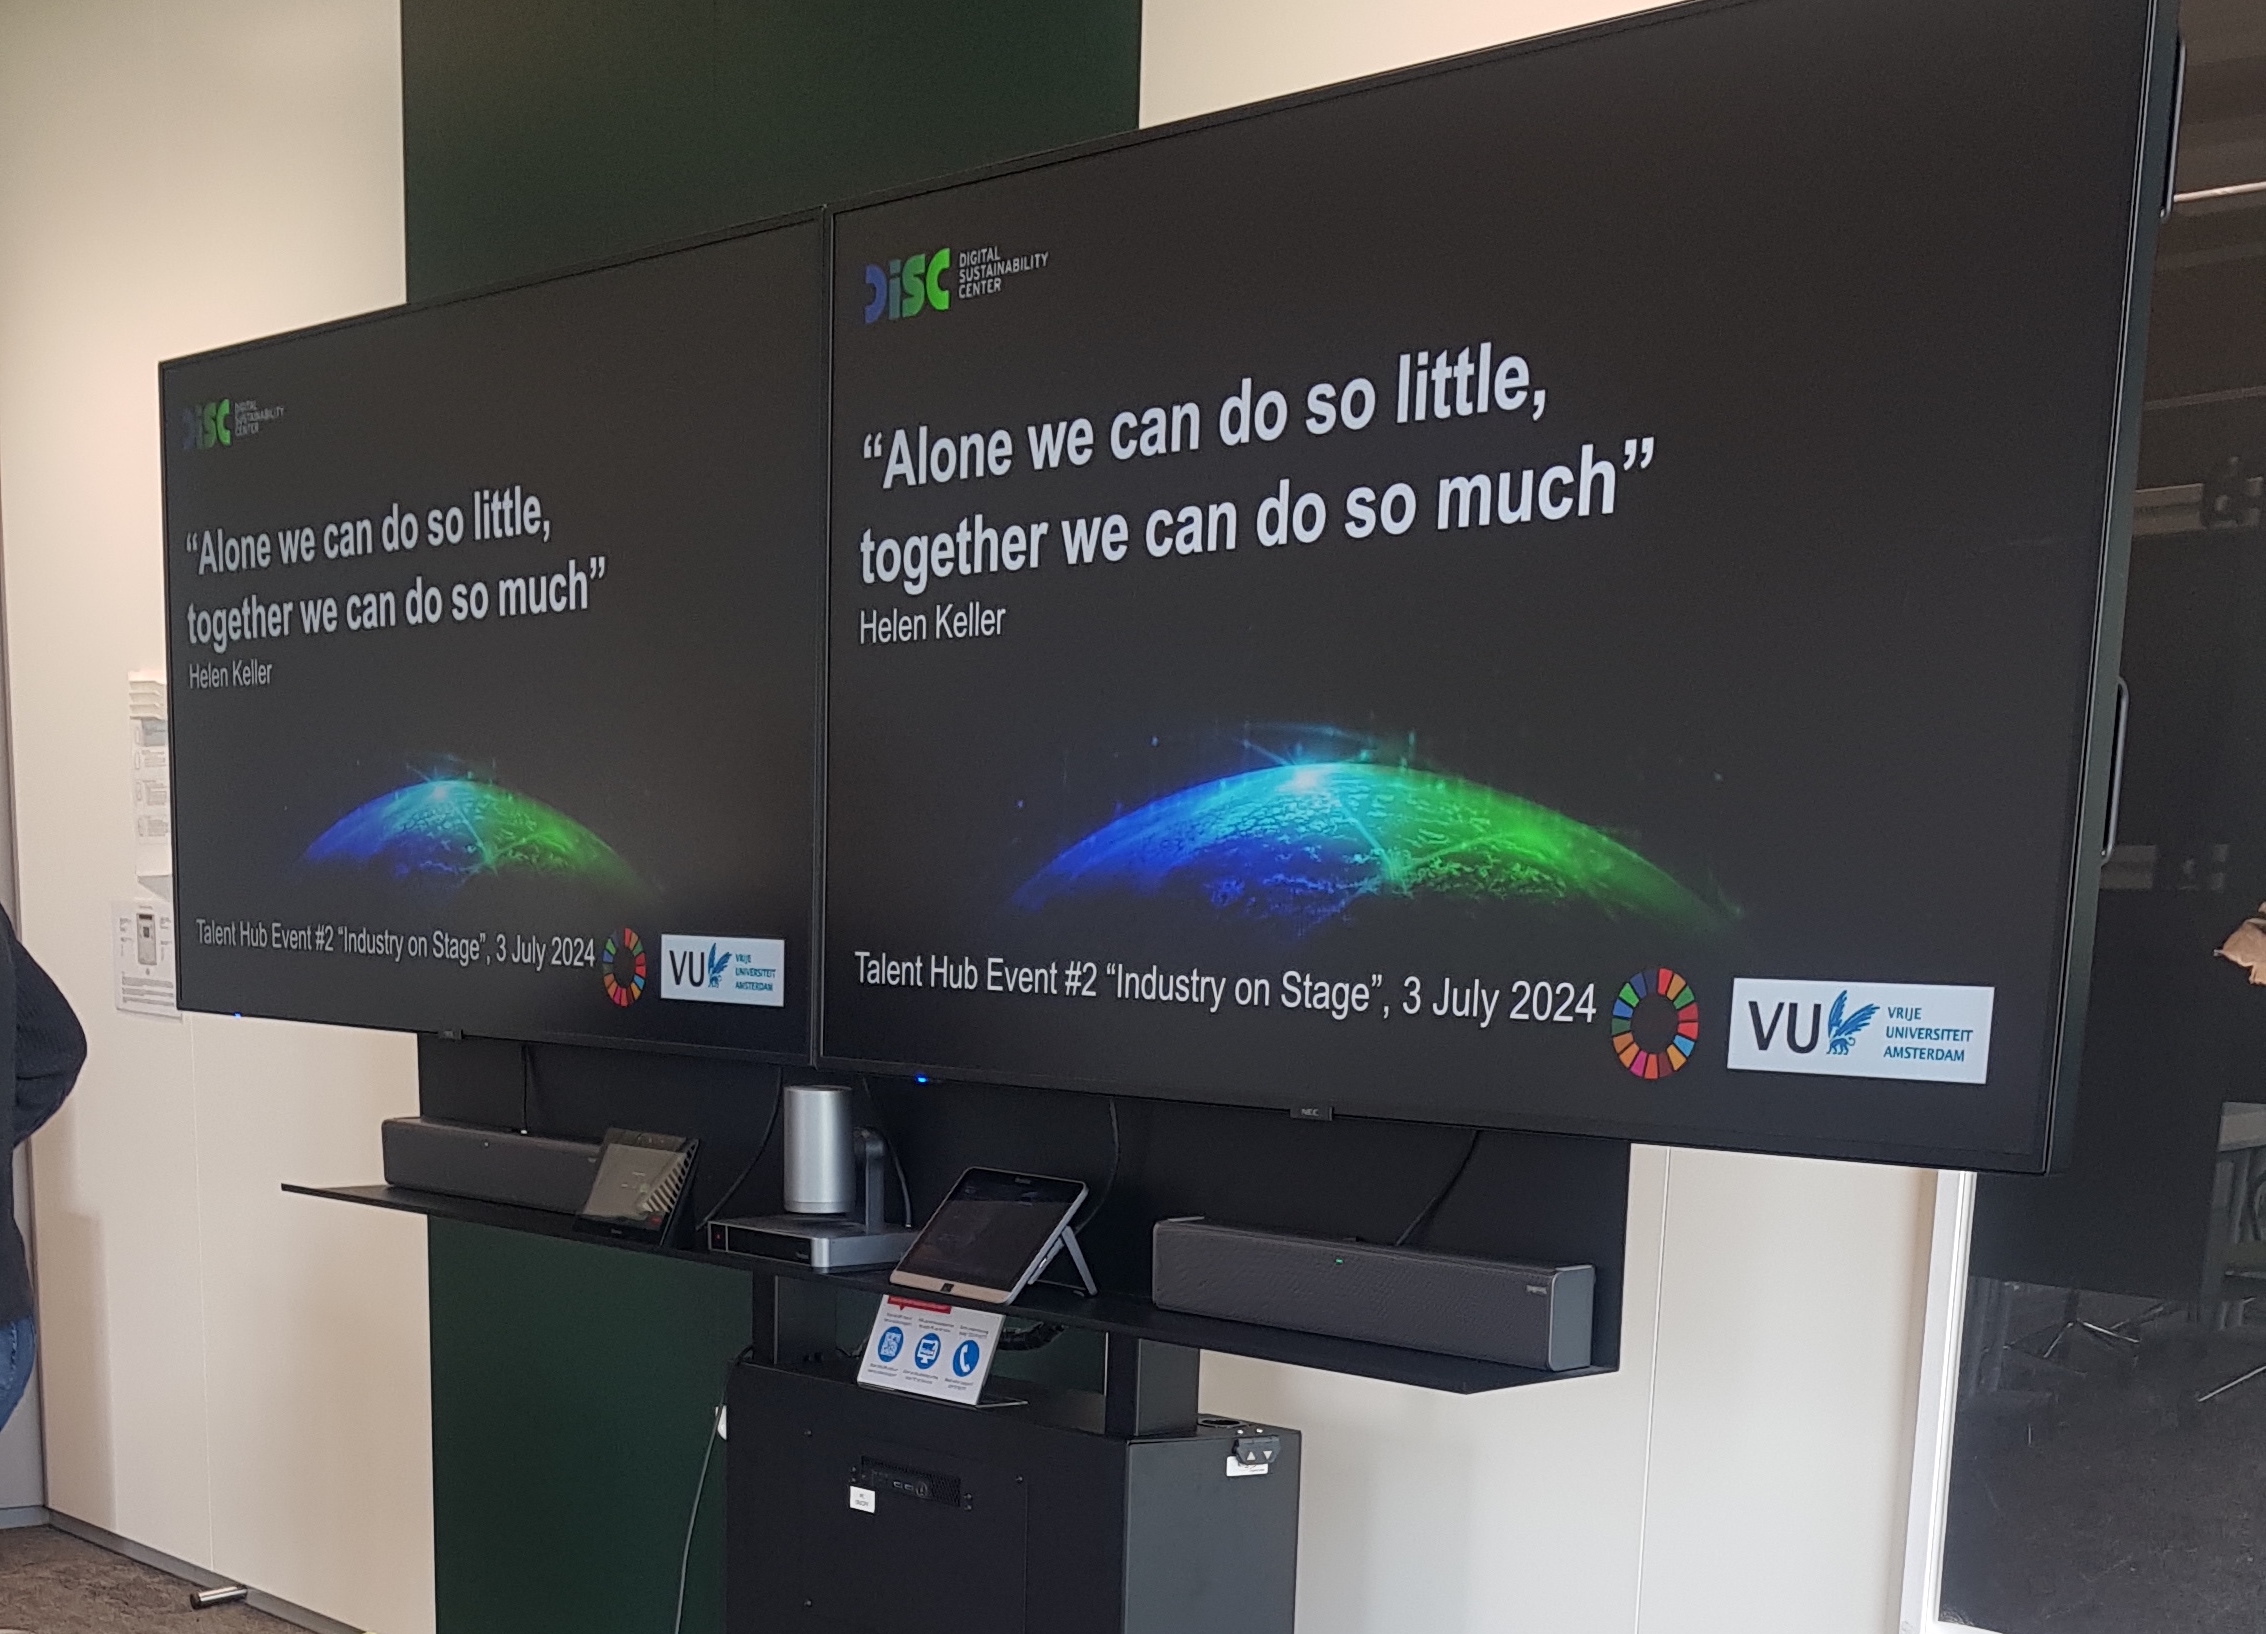 DiSC
DIGITAL
SUSTAINABILITY
CENTER
“Alone we can do so little,
together we can do so much”
Helen Keller
Talent Hub Event #2 “Industry on Stage”, 3 July 2024
VU
VRIJE
UNIVERSITEIT
AMSTERDAM
DiSC
DIGITAL
SUSTAINABILITY
CENTER
“Alone we can do so little,
together we can do so much”
Helen Keller
Talent Hub Event #2 “Industry on Stage”, 3 July 2024
VU
VRIJE
UNIVERSITEIT
AMSTERDAM
NEC